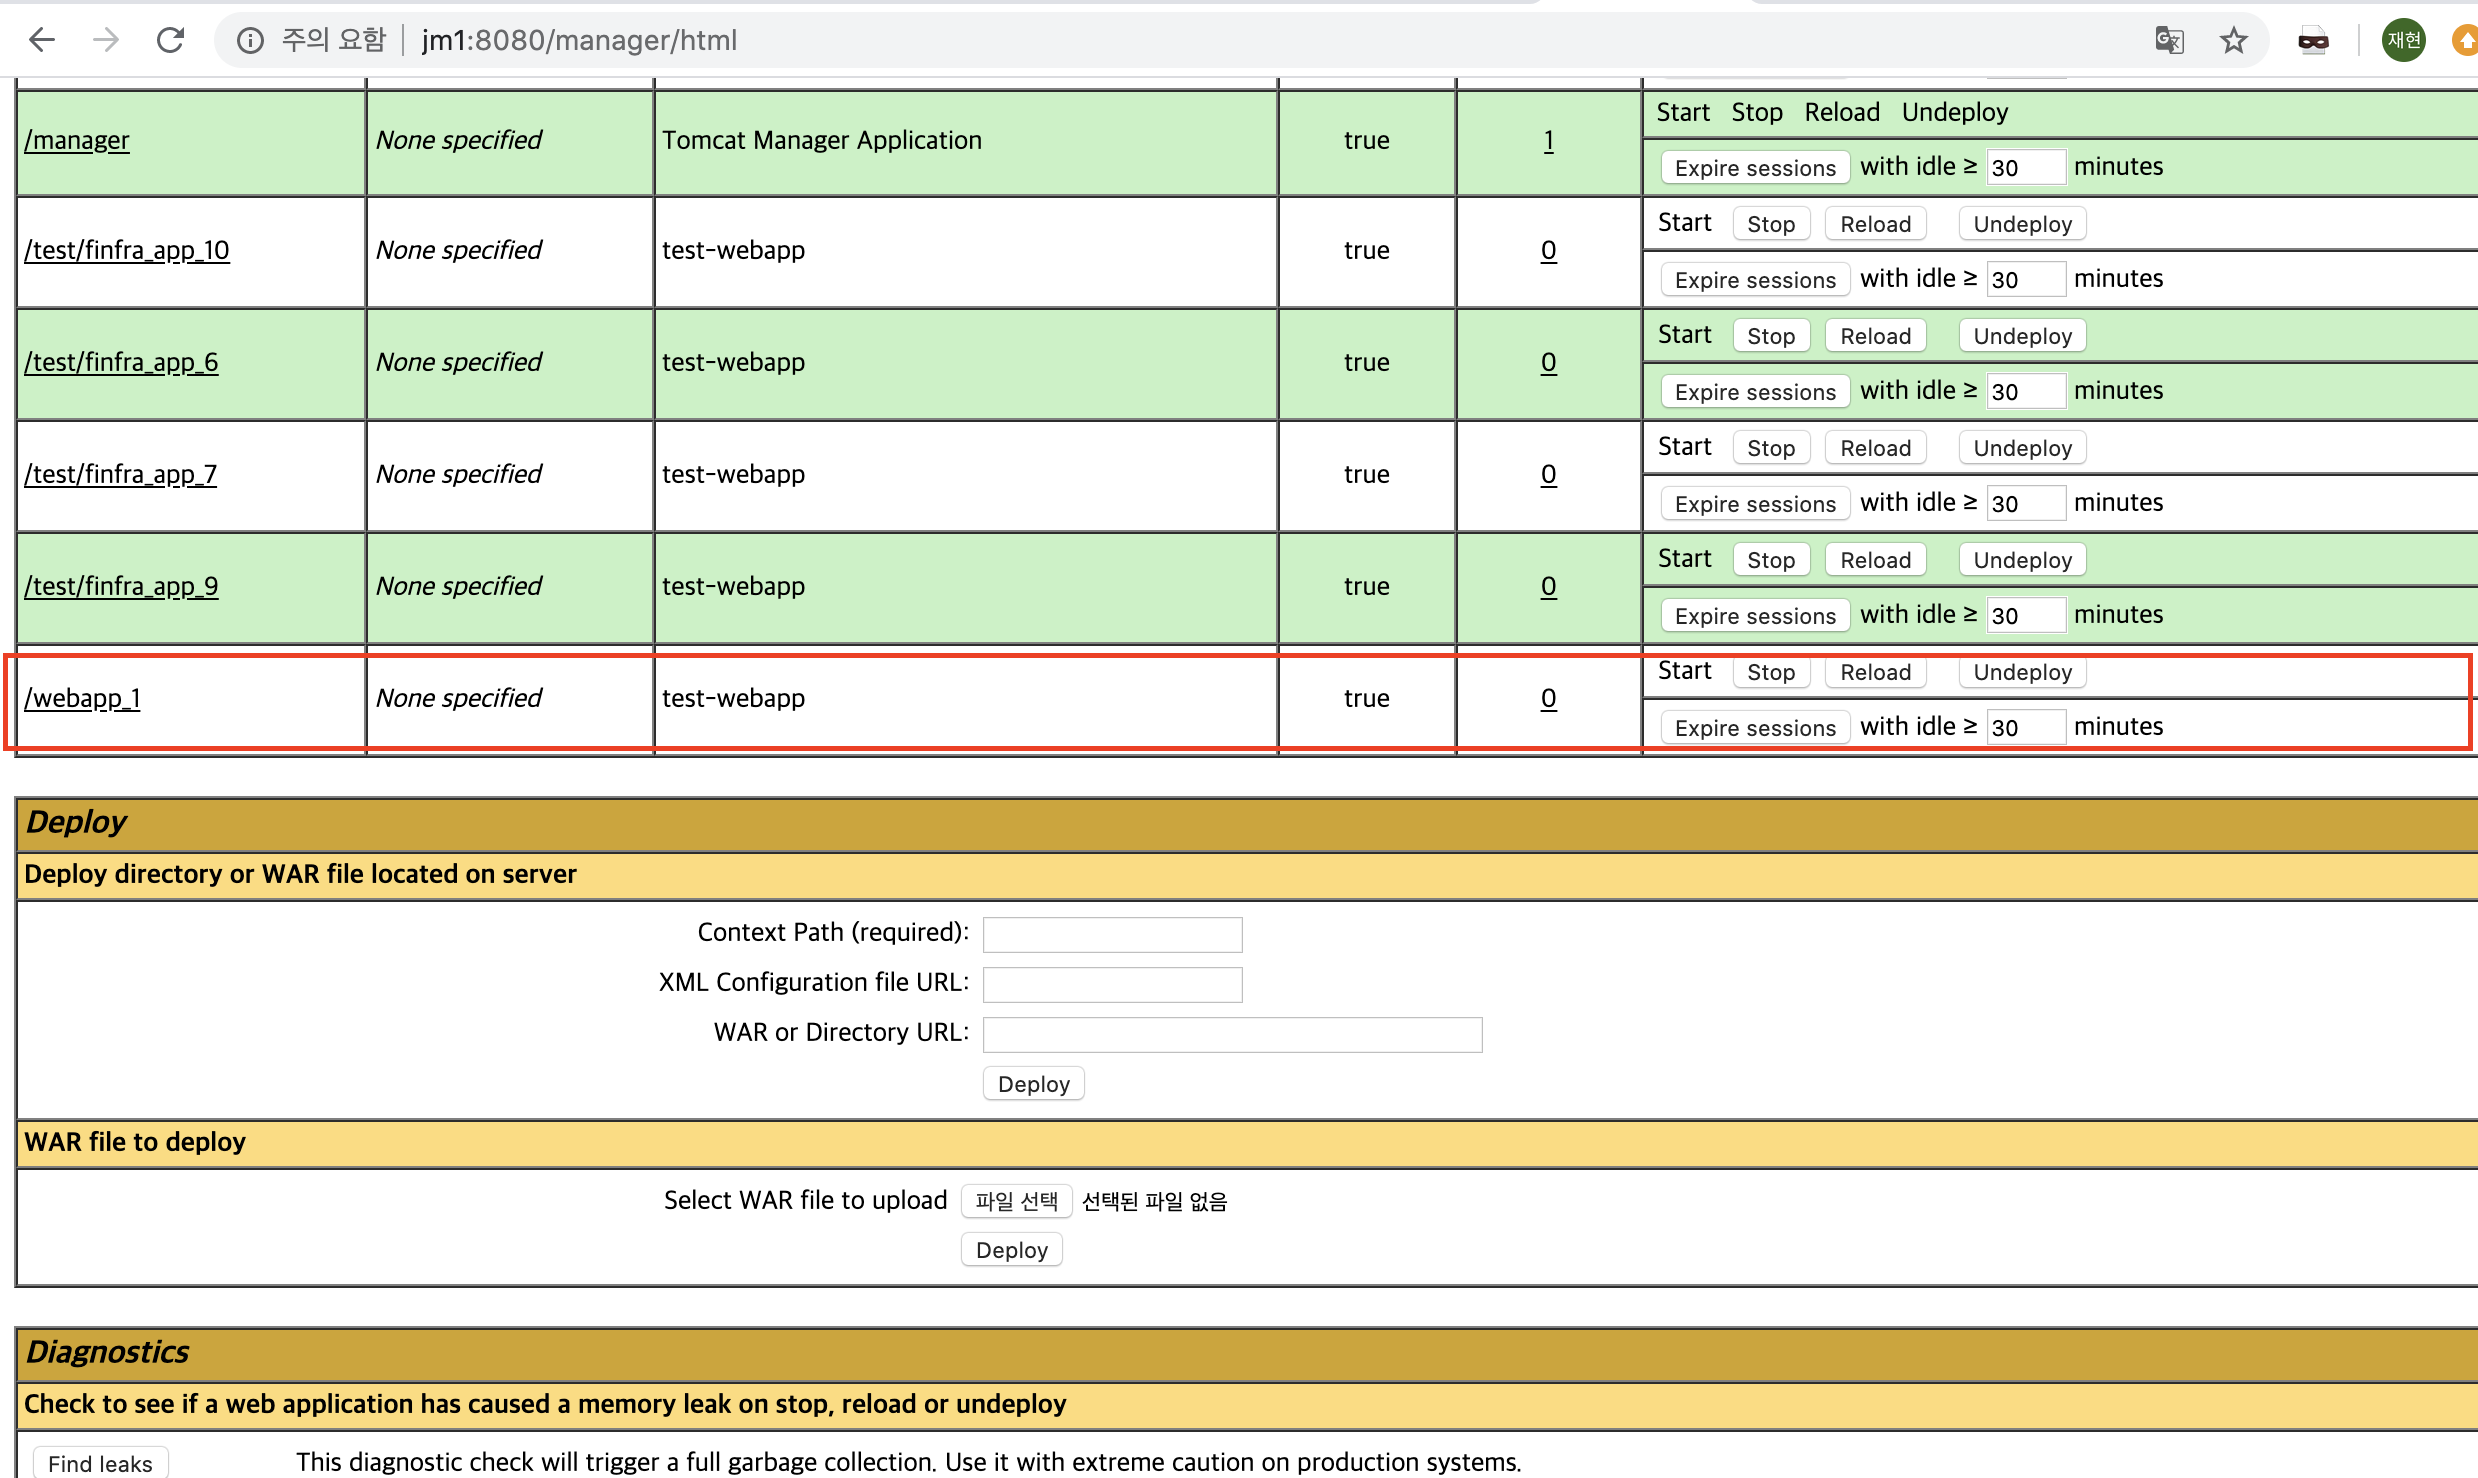 주의 요함 jm1:8080/manager/html 재현
/manager None specified Tomcat Manager Application true 1 Start Stop Reload Undeploy
Expire sessions with idle ≥ 30 minutes
/test/finfra_app_10 None specified test-webapp true 0 Start Stop Reload Undeploy
Expire sessions with idle ≥ 30 minutes
/test/finfra_app_6 None specified test-webapp true 0 Start Stop Reload Undeploy
Expire sessions with idle ≥ 30 minutes
/test/finfra_app_7 None specified test-webapp true 0 Start Stop Reload Undeploy
Expire sessions with idle ≥ 30 minutes
/test/finfra_app_9 None specified test-webapp true 0 Start Stop Reload Undeploy
Expire sessions with idle ≥ 30 minutes
/webapp_1 None specified test-webapp true 0 Start Stop Reload Undeploy
Expire sessions with idle ≥ 30 minutes
Deploy
Deploy directory or WAR file located on server
Context Path (required):
XML Configuration file URL:
WAR or Directory URL:
Deploy
WAR file to deploy
Select WAR file to upload 파일 선택 선택된 파일 없음
Deploy
Diagnostics
Check to see if a web application has caused a memory leak on stop, reload or undeploy
Find leaks This diagnostic check will trigger a full garbage collection. Use it with extreme caution on production systems.